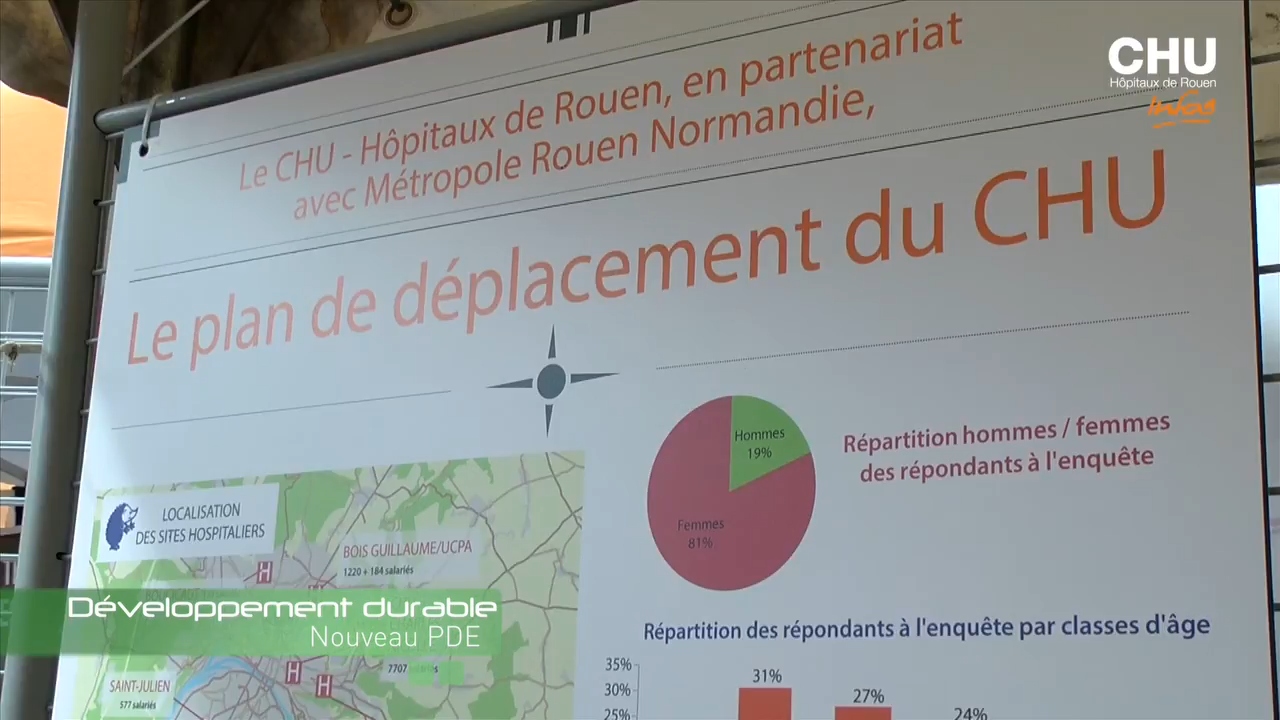 CHU
Hôpitaux de Rouen
Infos
Le CHU - Hôpitaux de Rouen, en partenariat
avec Métropole Rouen Normandie,
Le plan de déplacement du CHU
Hommes
19%
Femmes
81%
Répartition hommes / femmes
des répondants à l'enquête
LOCALISATION
DES SITES HOSPITALIERS
BOIS GUILLAUME/UCPA
1220 + 184 salariés
H
Développement durable
Nouveau PDE
7707
H
H
SAINT-JULIEN
577 salariés
Répartition des répondants à l'enquête par classes d'âge
35%
30%
25%
31%
27%
24%